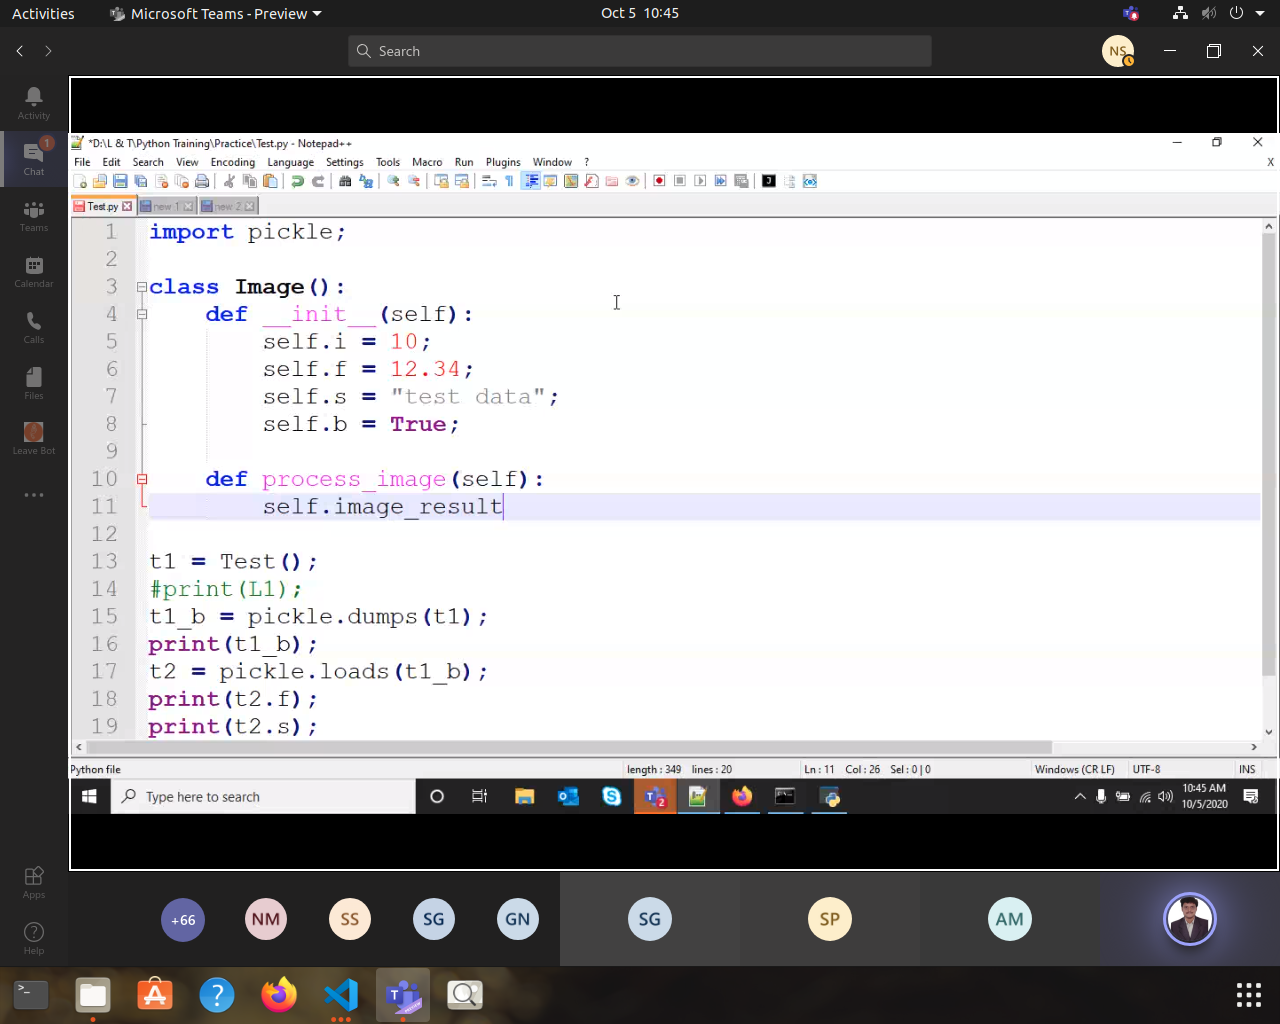 Activities
Microsoft Teams - Preview
Oct 5 10:45
Search
NS
Activity
1
Chat
Teams
Calendar
Calls
Files
Leave Bot
Apps
Help
*D:\L & T\Python Training\Practice\Test.py - Notepad++
File Edit Search View Encoding Language Settings Tools Macro Run Plugins Window ? X
Test.py new 1 new 2
1 import pickle;
2
3 class Image():
4 def __init__(self):
5 self.i = 10;
6 self.f = 12.34;
7 self.s = "test data";
8 self.b = True;
9
10 def process_image(self):
11 self.image_result
12
13 t1 = Test();
14 #print(L1);
15 t1_b = pickle.dumps(t1);
16 print(t1_b);
17 t2 = pickle.loads(t1_b);
18 print(t2.f);
19 print(t2.s);
Python file length : 349 lines : 20 Ln : 11 Col : 26 Sel : 0 | 0 Windows (CR LF) UTF-8 INS
Type here to search
2
10:45 AM
10/5/2020
+66 NM SS SG GN SG SP AM